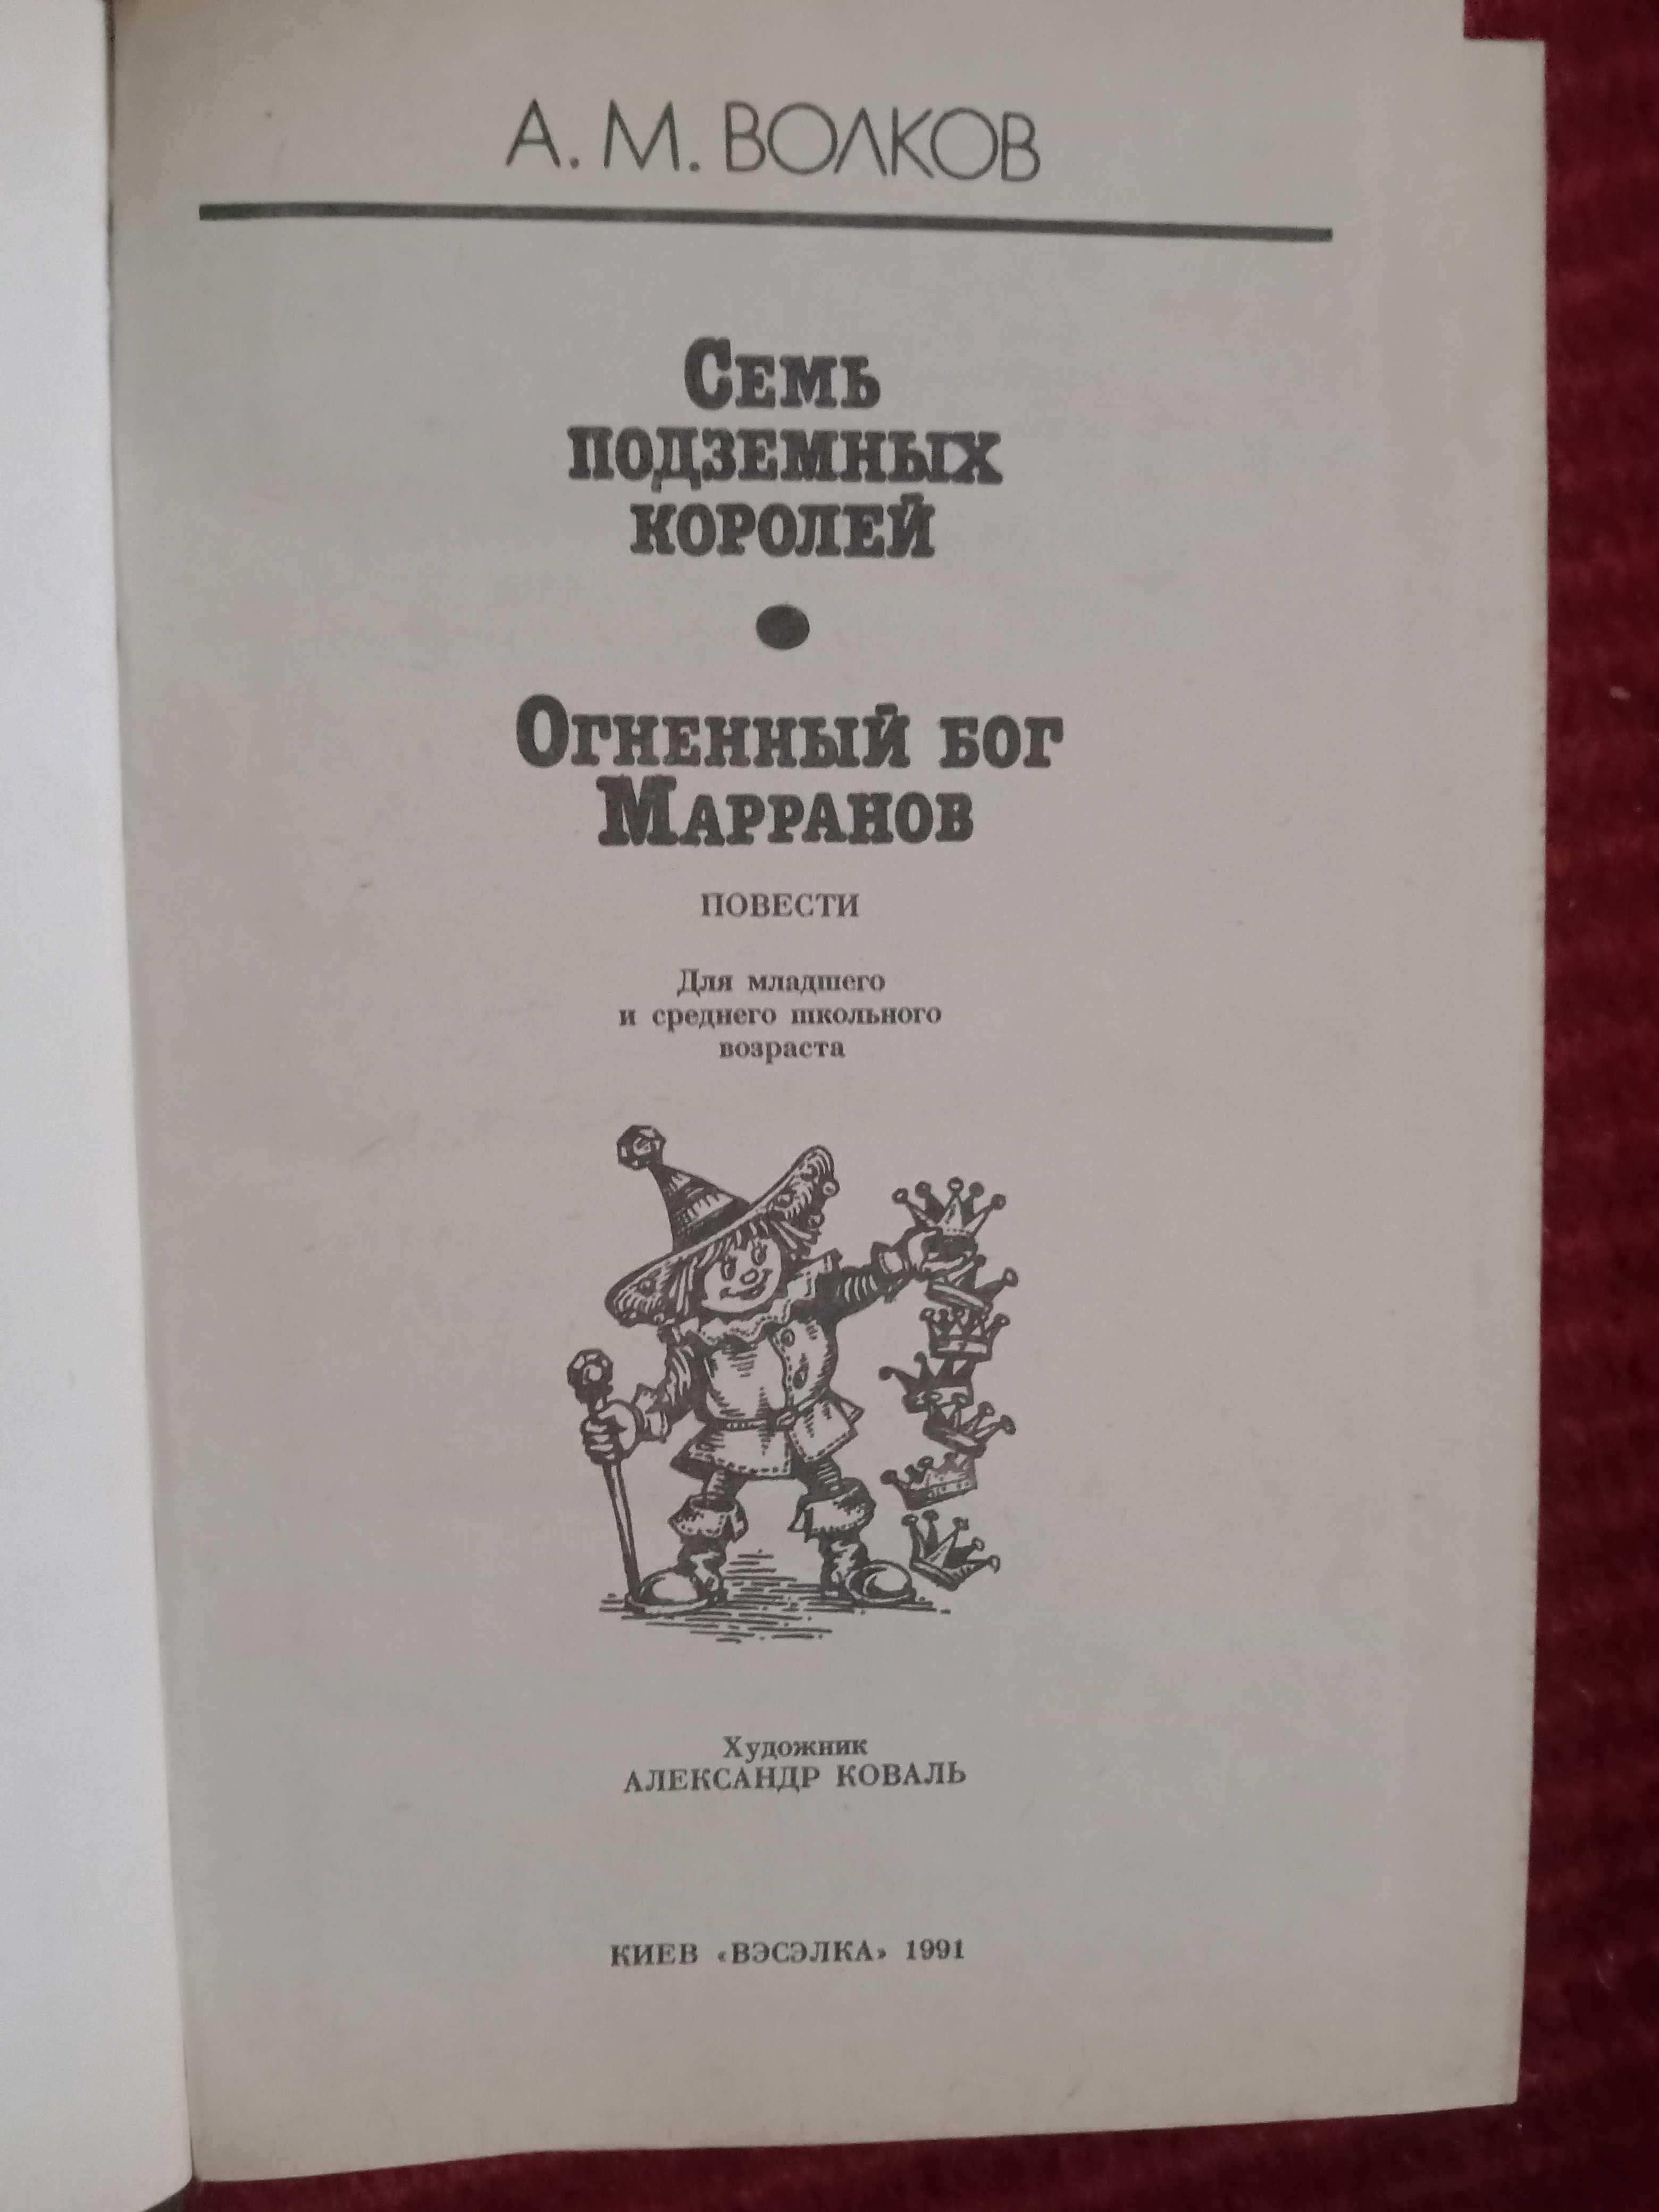 А. М. ВОЛКОВ
СЕМЬ
ПОДЗЕМНЫХ
КОРОЛЕЙ
ОГНЕННЫЙ БОГ
МАРРАНОВ
ПОВЕСТИ
Для младшего
и среднего школьного
возраста
Художник
АЛЕКСАНДР КОВАЛЬ
КИЕВ «ВЭСЭЛКА» 1991